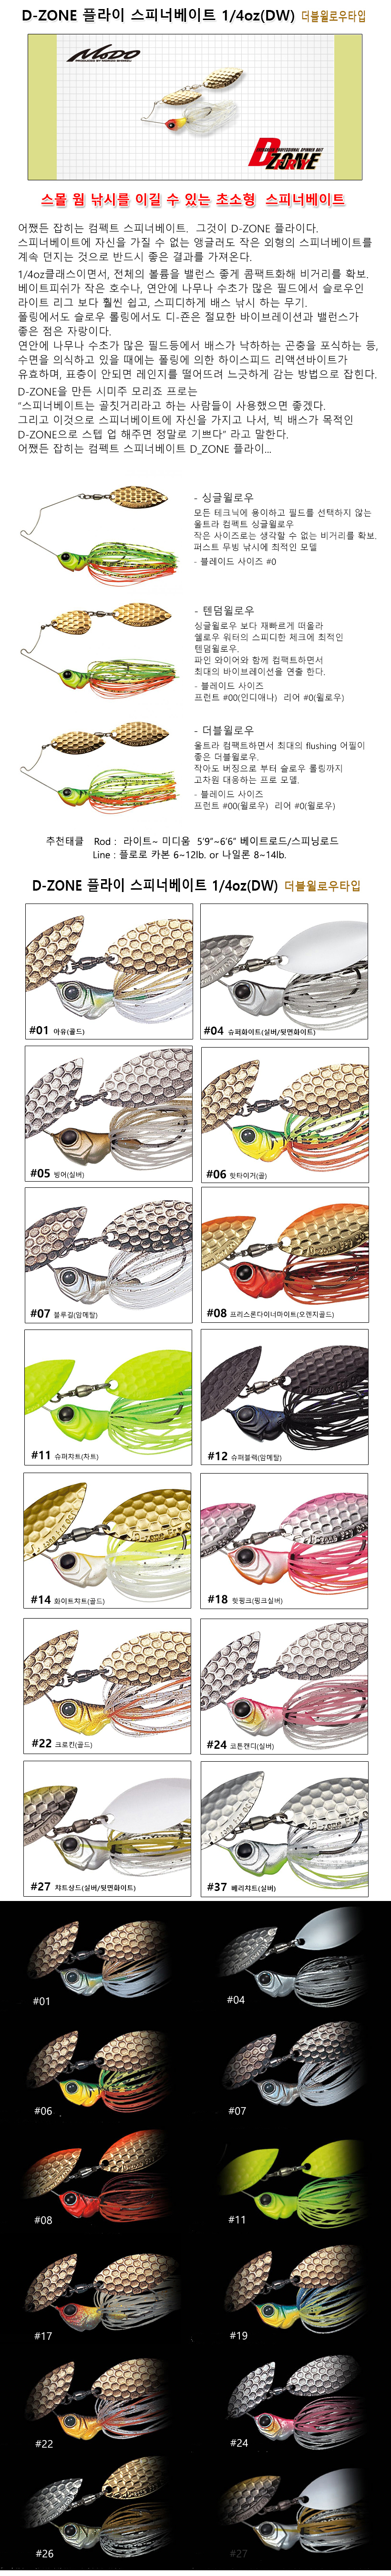 D-ZONE 플라이 스피너베이트 1/4oz(DW) 더블윌로우타입
MoDO
D ZONE
FRY
스몰 웜 낚시를 이길 수 있는 초소형 스피너베이트
어쨌든 잡히는 컴펙트 스피너베이트. 그것이 D-ZONE 플라이다.
스피너베이트에 자신을 가질 수 없는 앵글러도 작은 외형의 스피너베이트를
계속 던지는 것으로 반드시 좋은 결과를 가져온다.
1/4oz클래스이면서, 전체의 볼륨을 밸런스 좋게 콤팩트화해 비거리를 확보.
베이트피쉬가 작은 호수나, 연안에 나무나 수초가 많은 필드에서 슬로우인
라이트 리그 보다 훨씬 쉽고, 스피디하게 배스 낚시 하는 무기.
폴링에서도 슬로우 롤링에서도 디-죤은 절묘한 바이브레이션과 밸런스가
좋은 점은 자랑이다.
연안에 나무나 수초가 많은 필드등에서 배스가 낙하하는 곤충을 포식하는 등,
수면을 의식하고 있을 때에는 폴링에 의한 하이스피드 리액션바이트가
유효하며, 표층이 안되면 레인지를 떨어뜨려 느긋하게 감는 방법으로 잡힌다.
D-ZONE을 만든 시미주 모리죠 프로는
“스피너베이트는 골칫거리라고 하는 사람들이 사용했으면 좋겠다.
그리고 이것으로 스피너베이트에 자신을 가지고 나서, 빅 배스가 목적인
D-ZONE으로 스텝 업 해주면 정말로 기쁘다” 라고 말한다.
어쨌든 잡히는 컴펙트 스피너베이트 D_ZONE 플라이...
- 싱글윌로우
모든 테크닉에 용이하고 필드를 선택하지 않는
울트라 컴팩트 싱글윌로우
작은 사이즈로는 생각할 수 없는 비거리를 확보.
퍼스트 무빙 낚시에 최적인 모델
- 블레이드 사이즈 #0
- 텐덤윌로우
싱글윌로우 보다 재빠르게 떠올라
쉘로우 워터의 스피디한 체크에 최적인
텐덤윌로우.
파인 와이어와 함께 컴팩트하면서
최대의 바이브레이션을 연출 한다.
- 블레이드 사이즈
프런트 #00(인디애나) 리어 #0(윌로우)
- 더블윌로우
울트라 컴팩트하면서 최대의 flushing 어필이
좋은 더블윌로우.
작아도 버징으로 부터 슬로우 롤링까지
고차원 대응하는 프로 모델.
- 블레이드 사이즈
프런트 #00(윌로우) 리어 #0(윌로우)
추천태클 Rod : 라이트~ 미디움 5'9"~6'6" 베이트로드/스피닝로드
Line : 플로로 카본 6~12lb. or 나일론 8~14lb.
D-ZONE 플라이 스피너베이트 1/4oz(DW) 더블윌로우타입
#01 아유(골드)
#04 슈퍼화이트(실버/뒷면화이트)
#05 빙어(실버)
#06 핫타이거(골)
#07 블루길(암메탈)
#08 프리스톤다이너마이트(오렌지골드)
#11 슈퍼챠트(차트)
#12 슈퍼블랙(암메탈)
#14 화이트챠트(골드)
#18 핫핑크(핑크실버)
#22 크로킨(골드)
#24 코튼캔디(실버)
#27 챠트샹드(실버/뒷면화이트)
#37 베리챠트(실버)
#01
#04
#06
#07
#08
#11
#17
#19
#22
#24
#26
#27